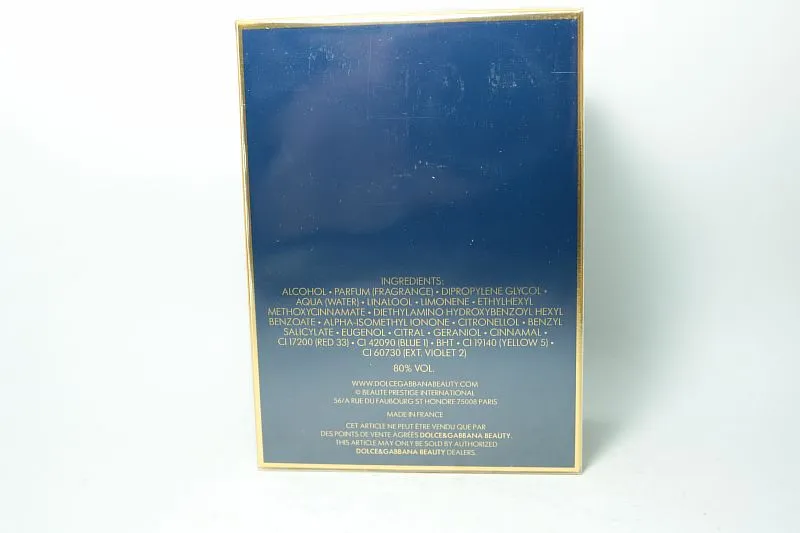 INGREDIENTS:
ALCOHOL • PARFUM (FRAGRANCE) • DIPROPYLENE GLYCOL •
AQUA (WATER) • LINALOOL • LIMONENE • ETHYLHEXYL
METHOXYCINNAMATE • DIETHYLAMINO HYDROXYBENZOYL HEXYL
BENZOATE • ALPHA-ISOMETHYL IONONE • CITRONELLOL • BENZYL
SALICYLATE • EUGENOL • CITRAL • GERANIOL • CINNAMAL •
CI 17200 (RED 33) • CI 42090 (BLUE 1) • BHT • CI 19140 (YELLOW 5) •
CI 60730 (EXT. VIOLET 2)
80% VOL.
WWW.DOLCEGABBANABEAUTY.COM
© BEAUTE PRESTIGE INTERNATIONAL
56/A RUE DU FAUBOURG ST HONORE 75008 PARIS
MADE IN FRANCE
CET ARTICLE NE PEUT ÊTRE VENDU QUE PAR
DES POINTS DE VENTE AGRÉÉS DOLCE&GABBANA BEAUTY.
THIS ARTICLE MAY ONLY BE SOLD BY AUTHORIZED
DOLCE&GABBANA BEAUTY DEALERS.